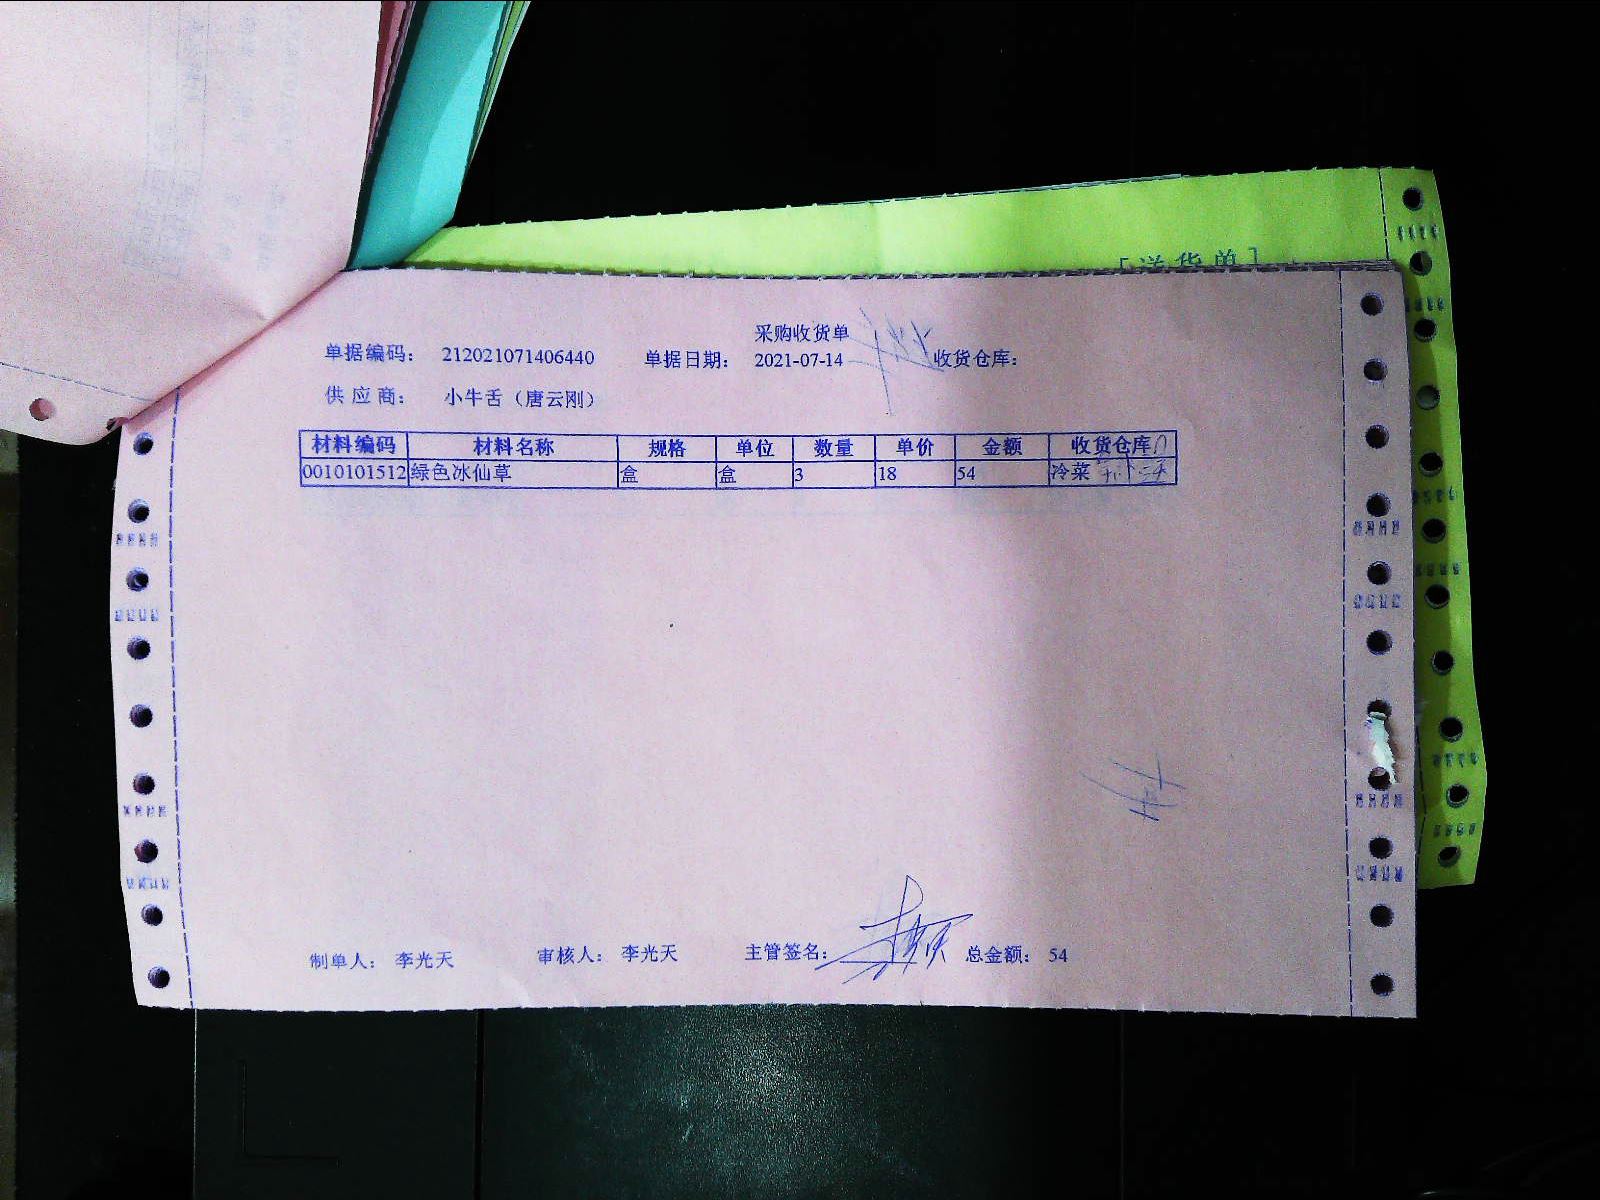 [送货单]
采购收货单
单据编码： 212021071406440 单据日期： 2021-07-14 收货仓库：
供 应 商： 小牛舌（唐云刚）
材料编码 材料名称 规格 单位 数量 单价 金额 收货仓库
0010101512 绿色冰仙草 盒 盒 3 18 54 冷菜
制单人： 李光天 审核人： 李光天 主管签名： 总金额： 54